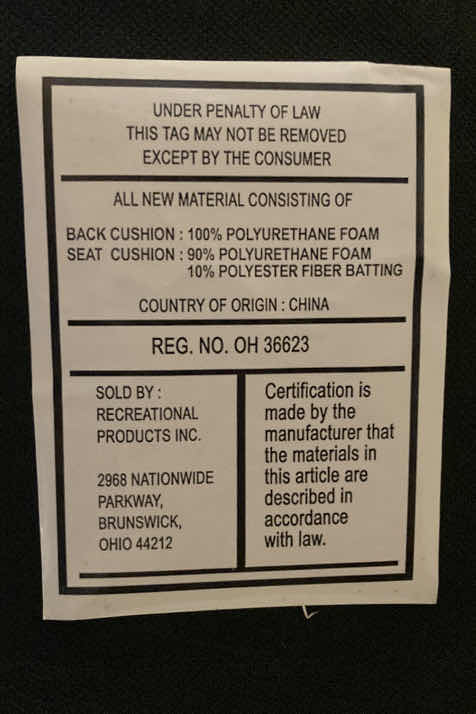 UNDER PENALTY OF LAW
THIS TAG MAY NOT BE REMOVED
EXCEPT BY THE CONSUMER
ALL NEW MATERIAL CONSISTING OF
BACK CUSHION : 100% POLYURETHANE FOAM
SEAT CUSHION : 90% POLYURETHANE FOAM
10% POLYESTER FIBER BATTING
COUNTRY OF ORIGIN : CHINA
REG. NO. OH 36623
SOLD BY :
RECREATIONAL
PRODUCTS INC.
2968 NATIONWIDE
PARKWAY,
BRUNSWICK,
OHIO 44212
Certification is
made by the
manufacturer that
the materials in
this article are
described in
accordance
with law.